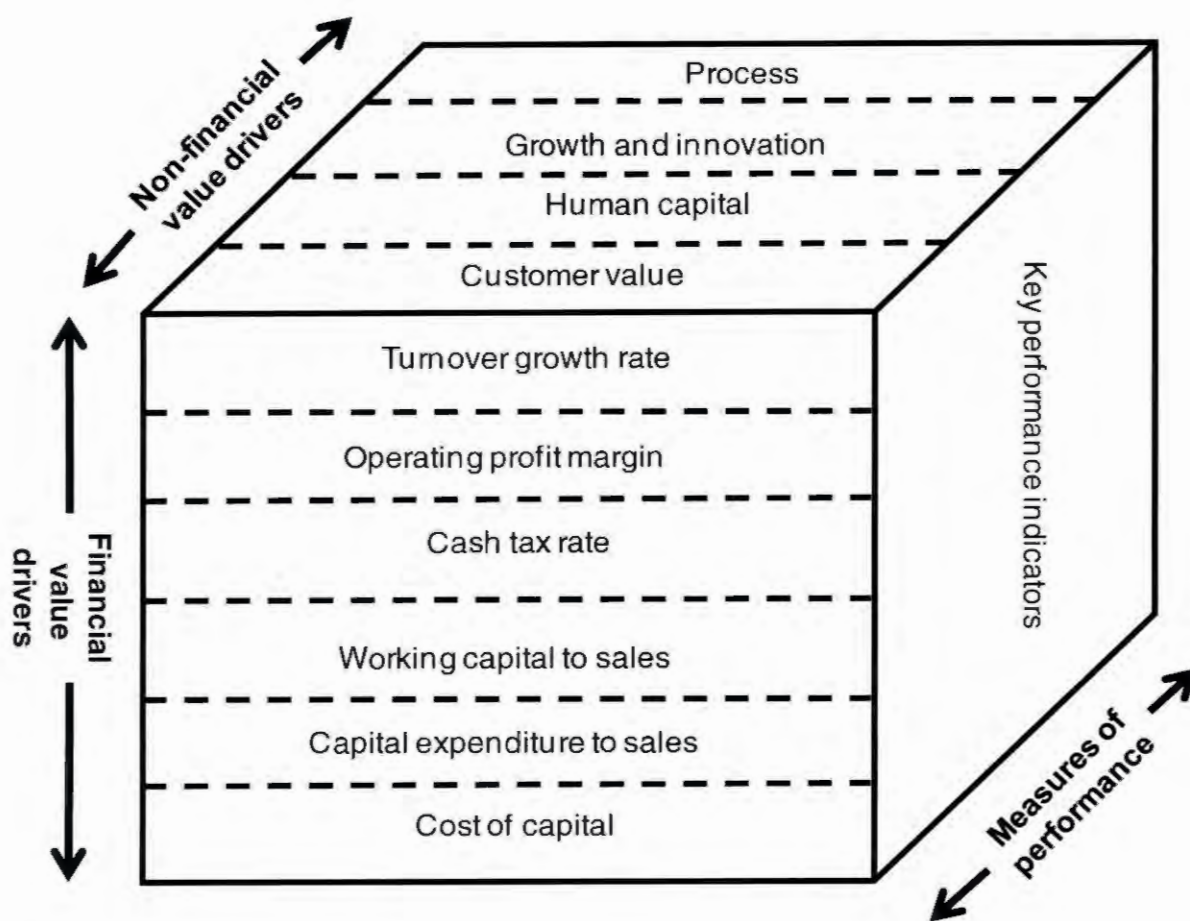 Non-financial
value drivers
Process
Growth and innovation
Human capital
Customer value
Turnover growth rate
Operating profit margin
Cash tax rate
Working capital to sales
Capital expenditure to sales
Cost of capital
Financial
value
drivers
Key performance indicators
Measures of
performance